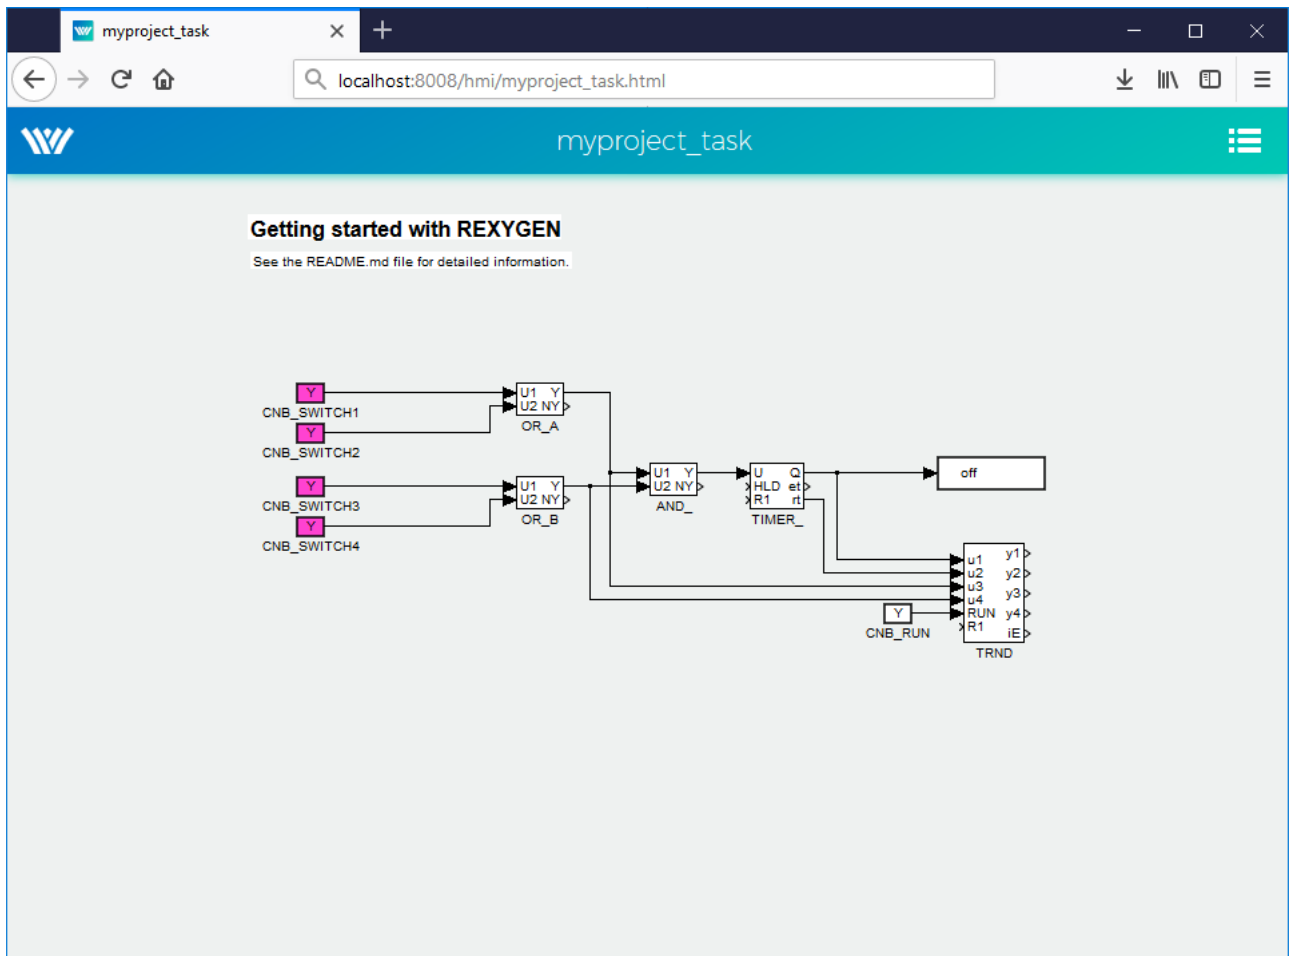 myproject_task
localhost:8008/hmi/myproject_task.html
myproject_task
Getting started with REXYGEN
See the README.md file for detailed information.
Y
CNB_SWITCH1
Y
CNB_SWITCH2
U1 Y
U2 NY
OR_A
Y
CNB_SWITCH3
Y
CNB_SWITCH4
U1 Y
U2 NY
OR_B
U1 Y
U2 NY
AND_
U Q
HLD et
R1 rt
TIMER_
off
Y
CNB_RUN
u1 y1
u2 y2
u3 y3
u4
RUN y4
R1 iE
TRND